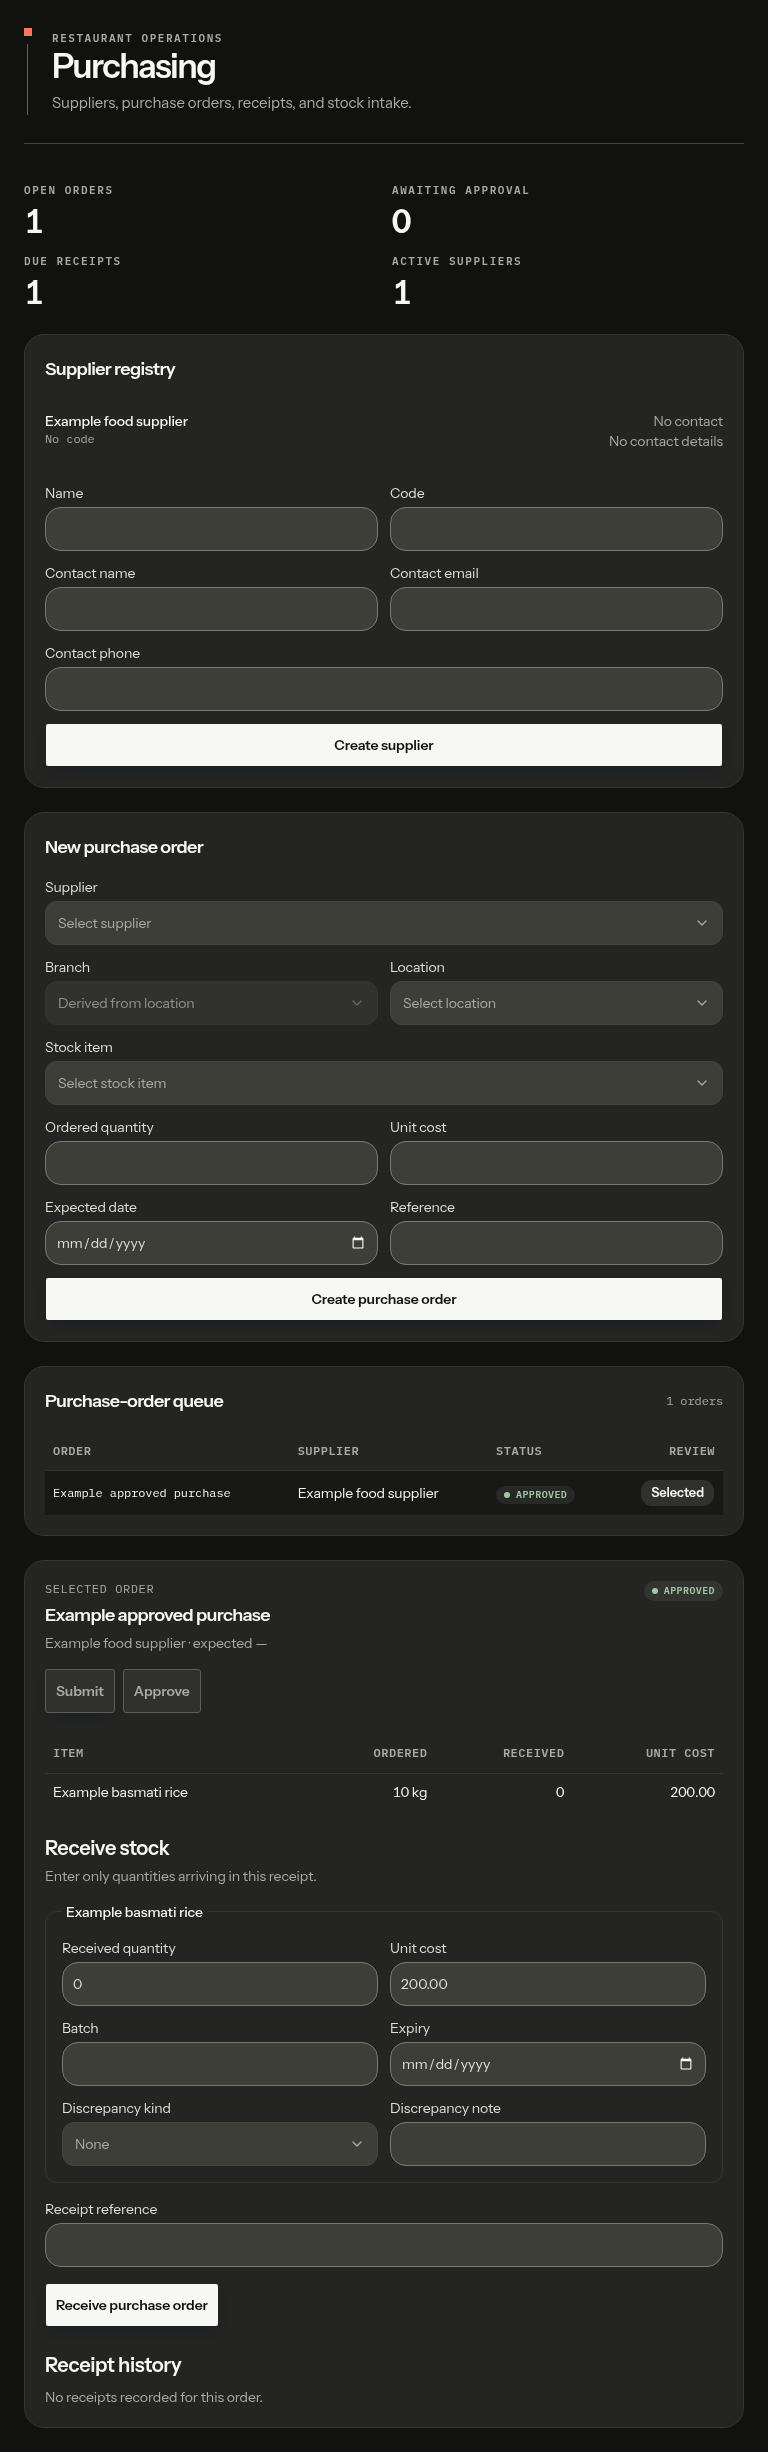 RESTAURANT OPERATIONS
Purchasing
Suppliers, purchase orders, receipts, and stock intake.
OPEN ORDERS
1
AWAITING APPROVAL
0
DUE RECEIPTS
1
ACTIVE SUPPLIERS
1
Supplier registry
Example food supplier
No code
No contact
No contact details
Name
Code
Contact name
Contact email
Contact phone
Create supplier
New purchase order
Supplier
Select supplier
Branch
Derived from location
Location
Select location
Stock item
Select stock item
Ordered quantity
Unit cost
Expected date
mm/dd/yyyy
Reference
Create purchase order
Purchase-order queue
1 orders
ORDER SUPPLIER STATUS REVIEW
Example approved purchase Example food supplier APPROVED Selected
SELECTED ORDER
APPROVED
Example approved purchase
Example food supplier · expected —
Submit
Approve
ITEM ORDERED RECEIVED UNIT COST
Example basmati rice 10 kg 0 200.00
Receive stock
Enter only quantities arriving in this receipt.
Example basmati rice
Received quantity
0
Unit cost
200.00
Batch
Expiry
mm/dd/yyyy
Discrepancy kind
None
Discrepancy note
Receipt reference
Receive purchase order
Receipt history
No receipts recorded for this order.